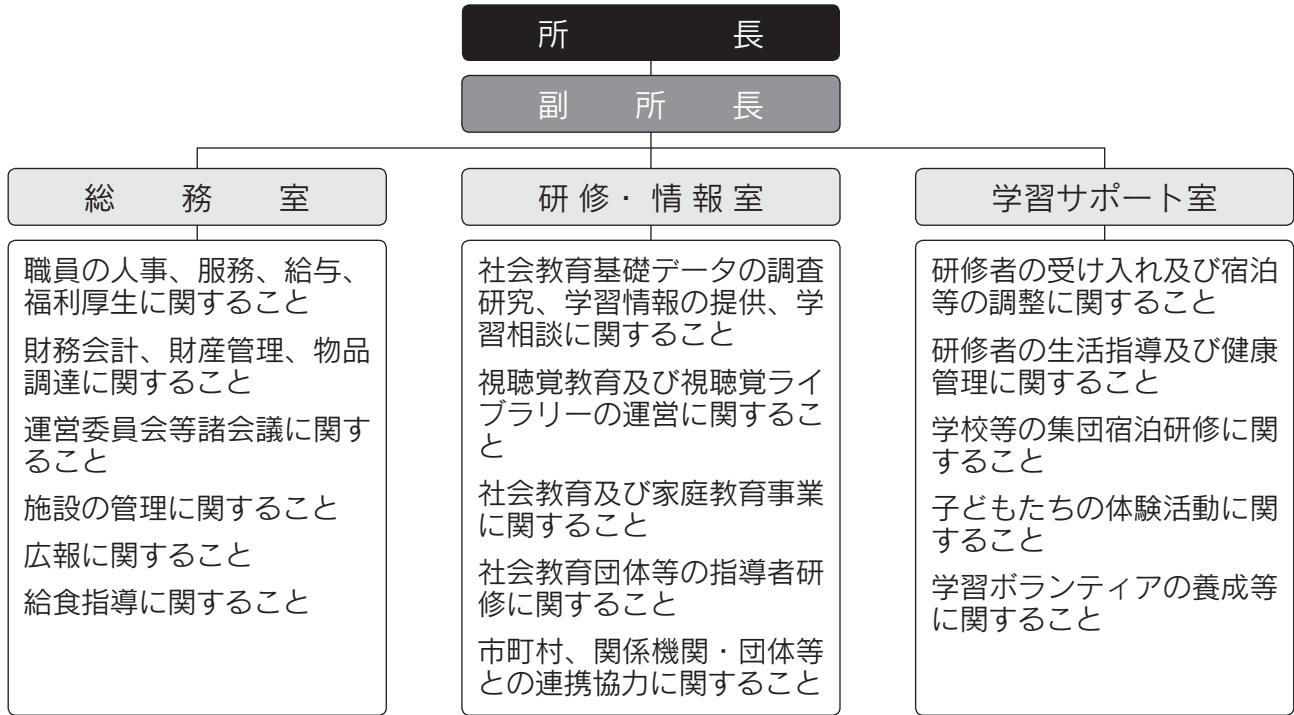 所長
副所長
総務室
職員の人事、服務、給与、
福利厚生に関すること
財務会計、財産管理、物品
調達に関すること
運営委員会等諸会議に関す
ること
施設の管理に関すること
広報に関すること
給食指導に関すること
研修・情報室
社会教育基礎データの調査
研究、学習情報の提供、学
習相談に関すること
視聴覚教育及び視聴覚ライ
ブラリーの運営に関するこ
と
社会教育及び家庭教育事業
に関すること
社会教育団体等の指導者研
修に関すること
市町村、関係機関・団体等
との連携協力に関すること
学習サポート室
研修者の受け入れ及び宿泊
等の調整に関すること
研修者の生活指導及び健康
管理に関すること
学校等の集団宿泊研修に関
すること
子どもたちの体験活動に関
すること
学習ボランティアの養成等
に関すること